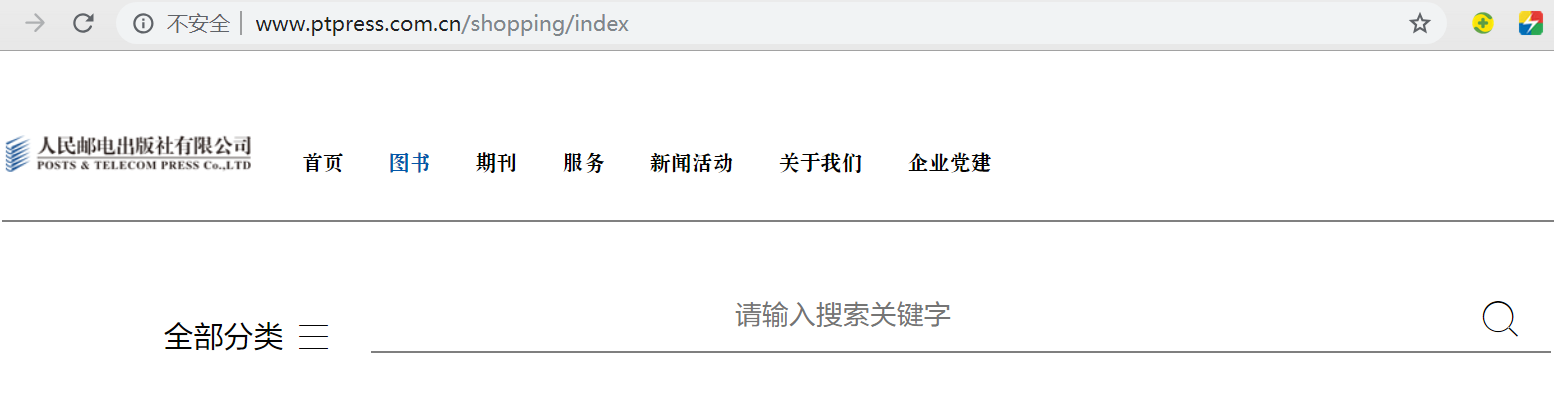 不安全 www.ptpress.com.cn/shopping/index
人民邮电出版社有限公司
POSTS & TELECOM PRESS Co.,LTD
首页 图书 期刊 服务 新闻活动 关于我们 企业党建
请输入搜索关键字
全部分类